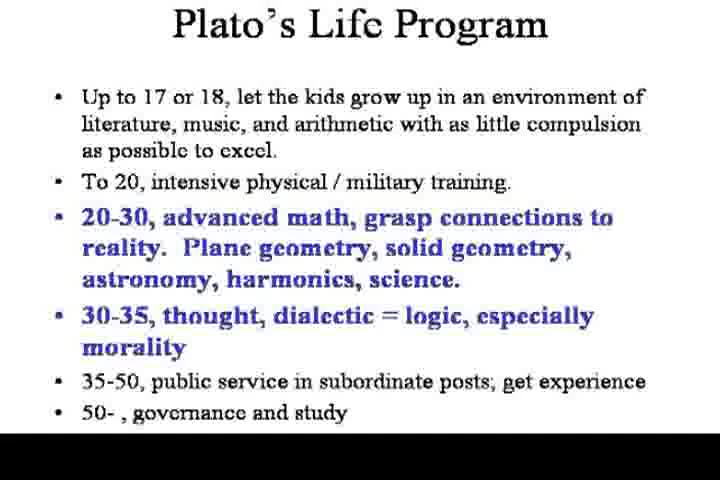 Plato's Life Program
• Up to 17 or 18, let the kids grow up in an environment of
literature, music, and arithmetic with as little compulsion
as possible to excel.
• To 20, intensive physical / military training.
• 20-30, advanced math, grasp connections to
reality. Plane geometry, solid geometry,
astronomy, harmonics, science.
• 30-35, thought, dialectic = logic, especially
morality
• 35-50, public service in subordinate posts; get experience
• 50- , governance and study